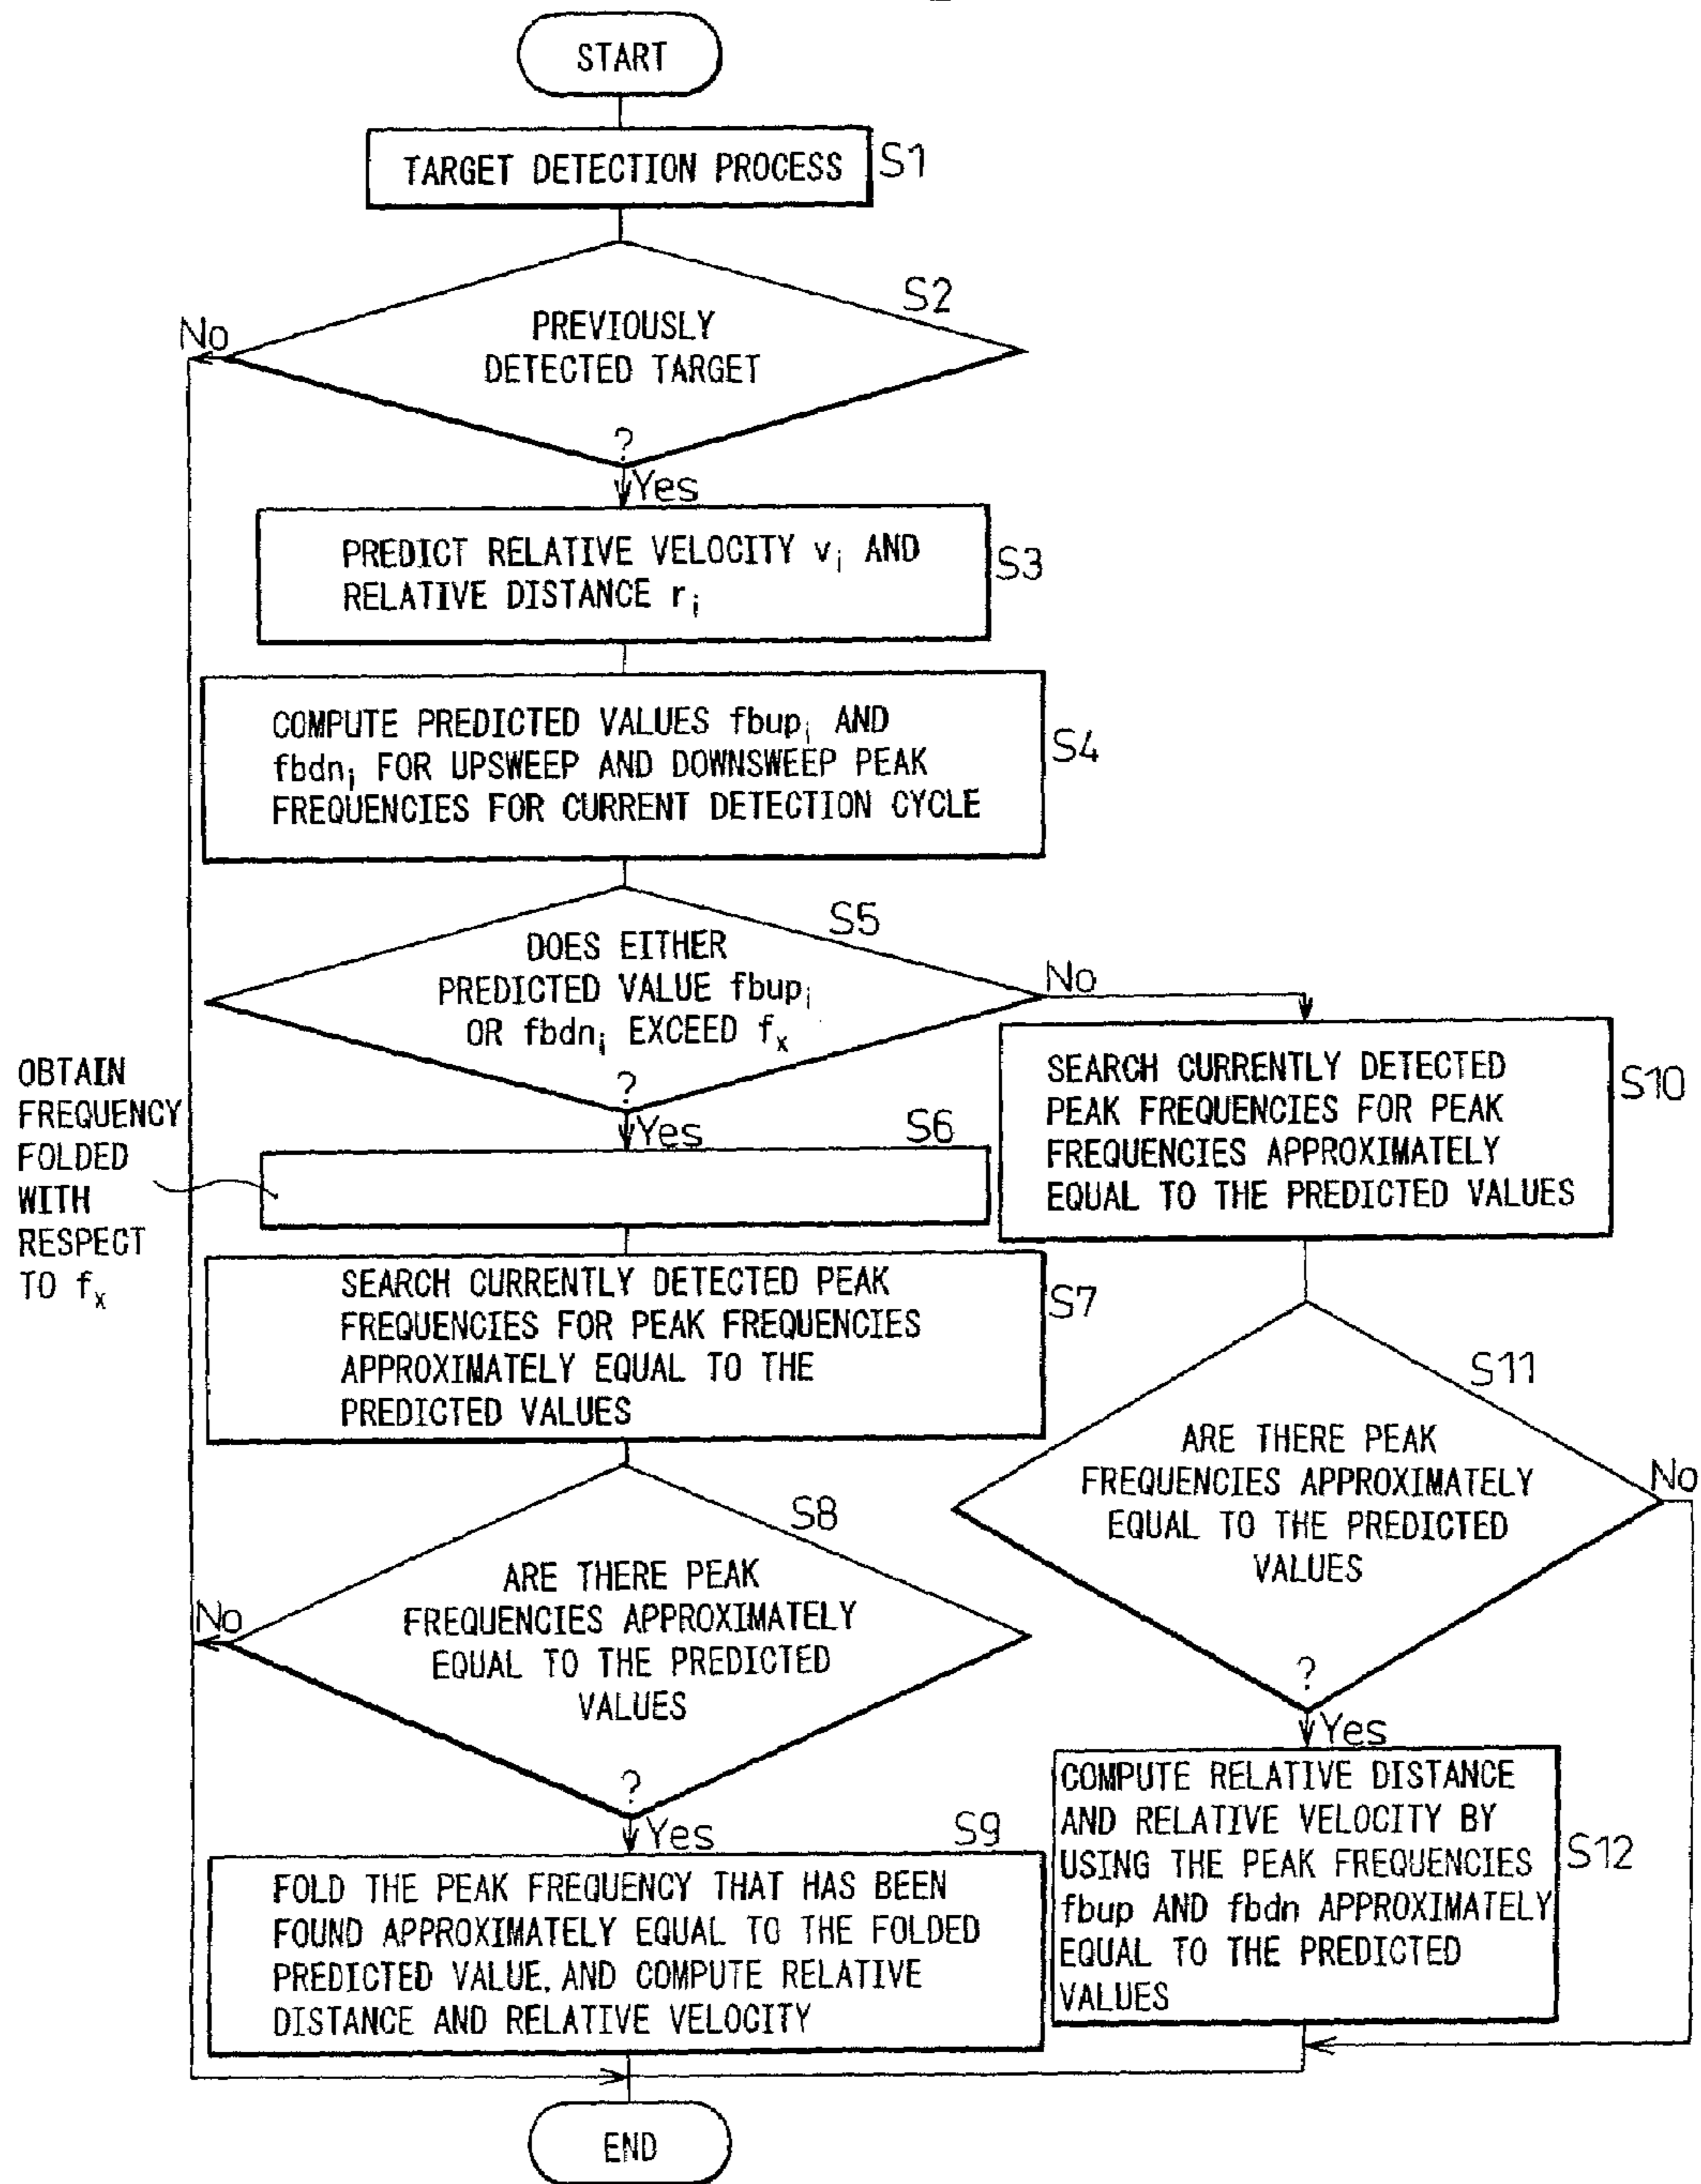 START
TARGET DETECTION PROCESS
S1
S2
PREVIOUSLY
DETECTED TARGET
?
No
Yes
PREDICT RELATIVE VELOCITY vᵢ AND
RELATIVE DISTANCE rᵢ
S3
COMPUTE PREDICTED VALUES fbupᵢ AND
fbdnᵢ FOR UPSWEEP AND DOWNSWEEP PEAK
FREQUENCIES FOR CURRENT DETECTION CYCLE
S4
S5
DOES EITHER
PREDICTED VALUE fbupᵢ
OR fbdnᵢ EXCEED fₓ
?
No
Yes
S6
OBTAIN
FREQUENCY
FOLDED
WITH
RESPECT
TO fₓ
SEARCH CURRENTLY DETECTED PEAK
FREQUENCIES FOR PEAK FREQUENCIES
APPROXIMATELY EQUAL TO THE
PREDICTED VALUES
S7
S8
ARE THERE PEAK
FREQUENCIES APPROXIMATELY
EQUAL TO THE PREDICTED
VALUES
?
No
Yes
S9
FOLD THE PEAK FREQUENCY THAT HAS BEEN
FOUND APPROXIMATELY EQUAL TO THE FOLDED
PREDICTED VALUE, AND COMPUTE RELATIVE
DISTANCE AND RELATIVE VELOCITY
SEARCH CURRENTLY DETECTED
PEAK FREQUENCIES FOR PEAK
FREQUENCIES APPROXIMATELY
EQUAL TO THE PREDICTED VALUES
S10
S11
ARE THERE PEAK
FREQUENCIES APPROXIMATELY
EQUAL TO THE PREDICTED
VALUES
?
No
Yes
COMPUTE RELATIVE DISTANCE
AND RELATIVE VELOCITY BY
USING THE PEAK FREQUENCIES
fbup AND fbdn APPROXIMATELY
EQUAL TO THE PREDICTED
VALUES
S12
END